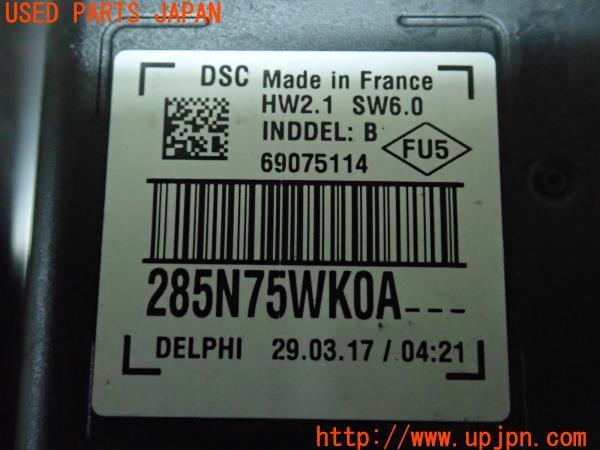 USED PARTS JAPAN
DSC Made in France
HW2.1 SW6.0
INDDEL: B
FU5
69075114
285N75WK0A---
DELPHI 29.03.17 / 04:21
http://www.upjpn.com/